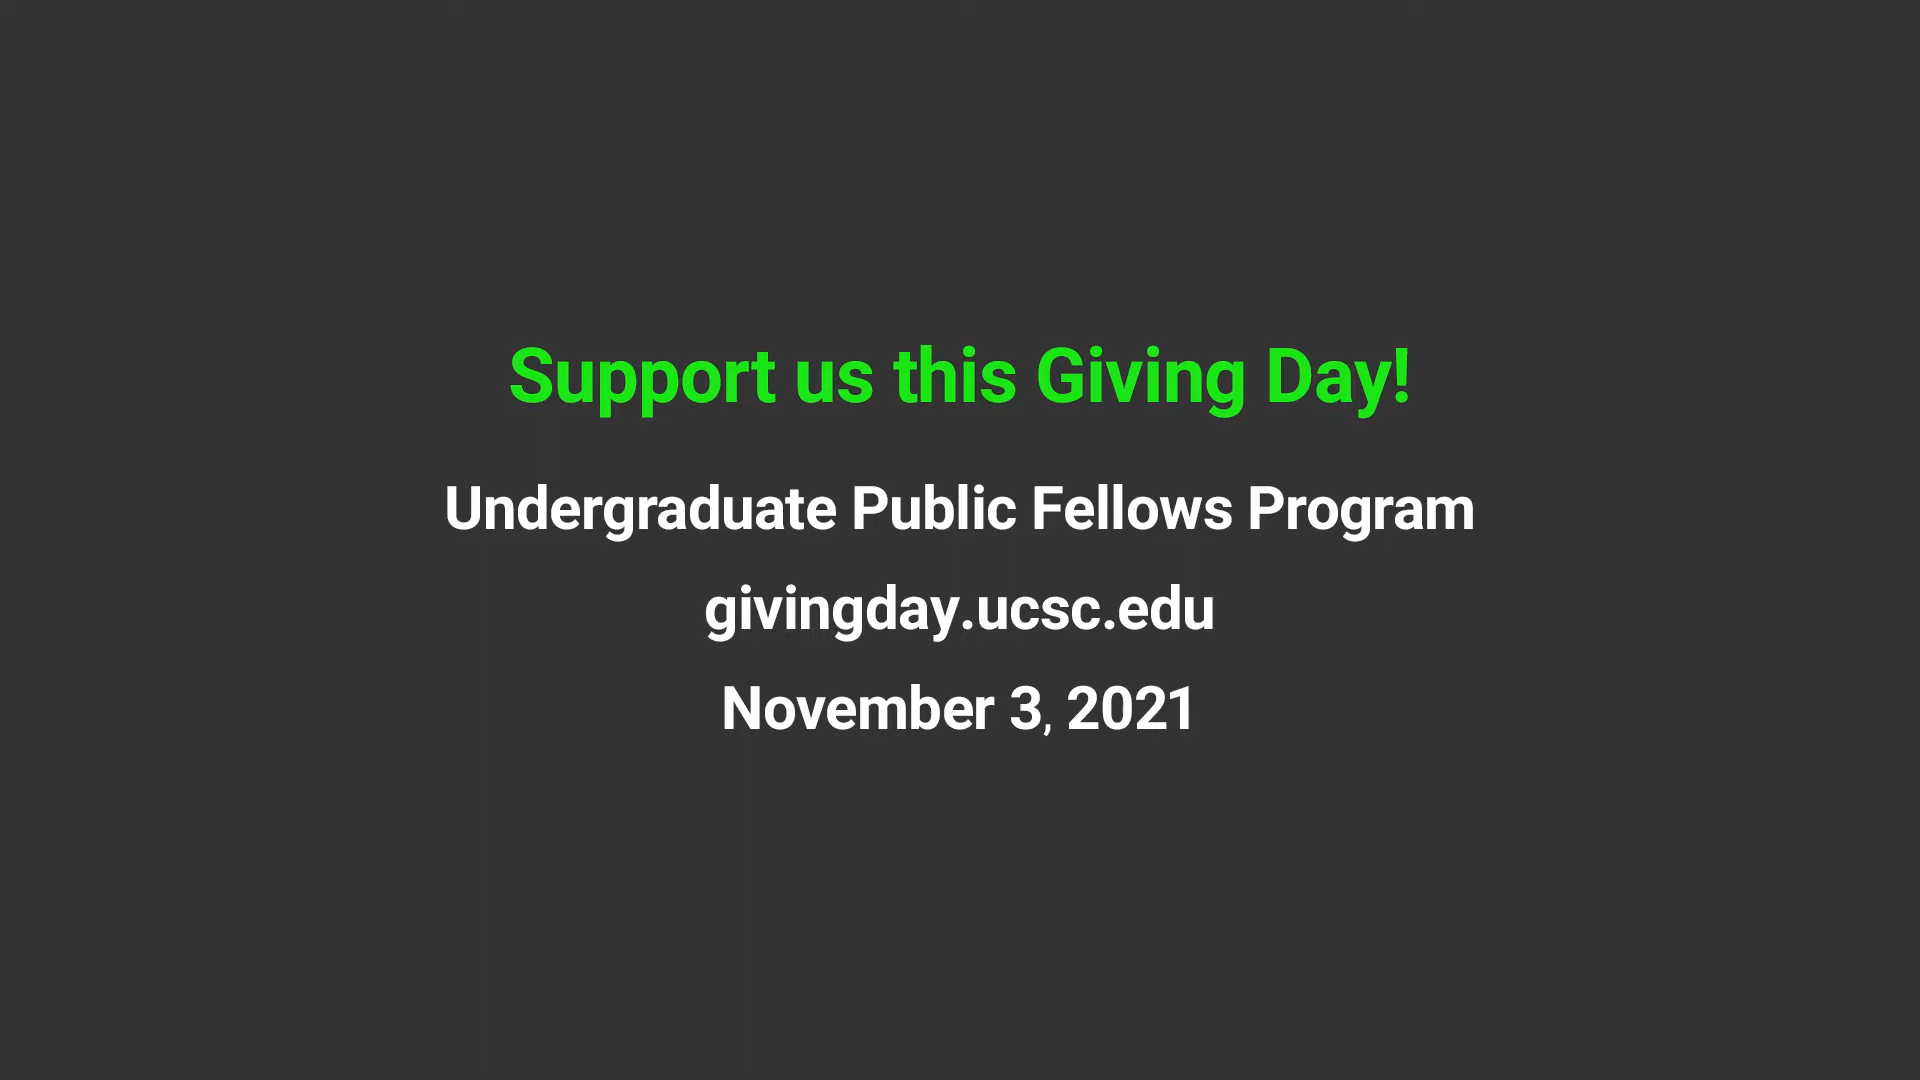 Support us this Giving Day!
Undergraduate Public Fellows Program
givingday.ucsc.edu
November 3, 2021